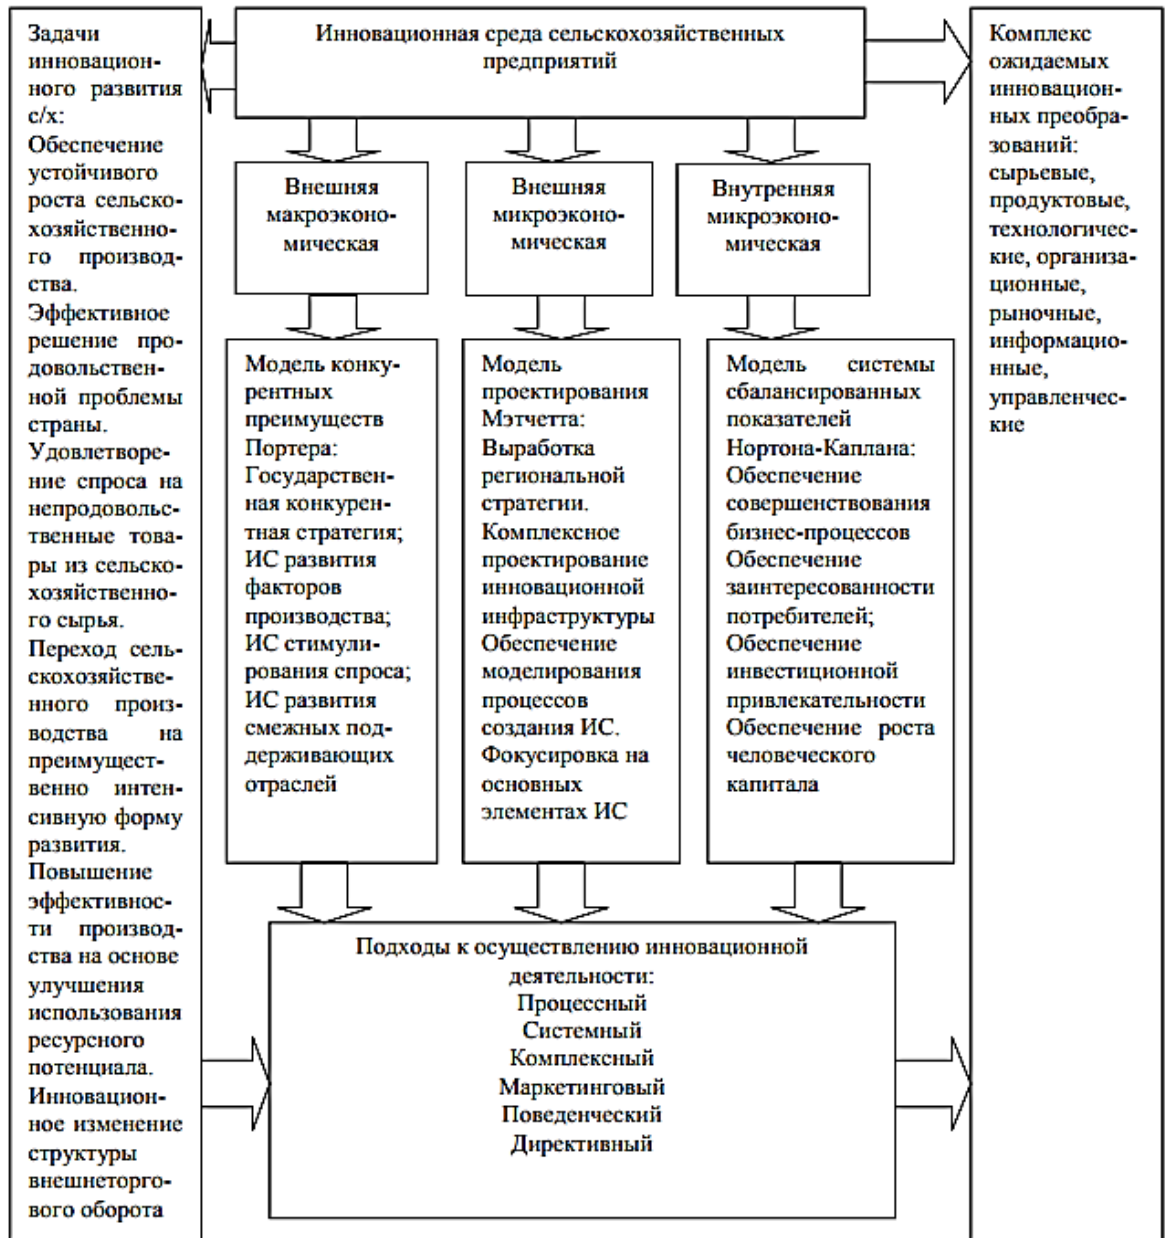 Задачи
инновацион-
ного развития
с/х:
Обеспечение
устойчивого
роста сельско-
хозяйственно-
го производ-
ства.
Эффективное
решение про-
довольствен-
ной проблемы
страны.
Удовлетворе-
ние спроса на
непродовольс-
твенные това-
ры из сельско-
хозяйственно-
го сырья.
Переход сель-
скохозяйстве-
нного произ-
водства на
преимущест-
венно интен-
сивную форму
развития.
Повышение
эффективнос-
ти производ-
ства на основе
улучшения
использования
ресурсного
потенциала.
Инновацион-
ное изменение
структуры
внешнеторго-
вого оборота
Инновационная среда сельскохозяйственных
предприятий
Внешняя
макроэконо-
мическая
Внешняя
микроэконо-
мическая
Внутренняя
микроэконо-
мическая
Модель конку-
рентных
преимуществ
Портера:
Государствен-
ная конкурен-
тная стратегия;
ИС развития
факторов
производства;
ИС стимули-
рования спроса;
ИС развития
смежных под-
держивающих
отраслей
Модель
проектирования
Мэтчетта:
Выработка
региональной
стратегии.
Комплексное
проектирование
инновационной
инфраструктуры
Обеспечение
моделирования
процессов
создания ИС.
Фокусировка на
основных
элементах ИС
Модель системы
сбалансированных
показателей
Нортона-Каплана:
Обеспечение
совершенствования
бизнес-процессов
Обеспечение
заинтересованности
потребителей;
Обеспечение
инвестиционной
привлекательности
Обеспечение роста
человеческого
капитала
Подходы к осуществлению инновационной
деятельности:
Процессный
Системный
Комплексный
Маркетинговый
Поведенческий
Директивный
Комплекс
ожидаемых
инновацион-
ных преобра-
зований:
сырьевые,
продуктовые,
технологичес-
кие, организа-
ционные,
рыночные,
информацио-
нные,
управленчес-
кие